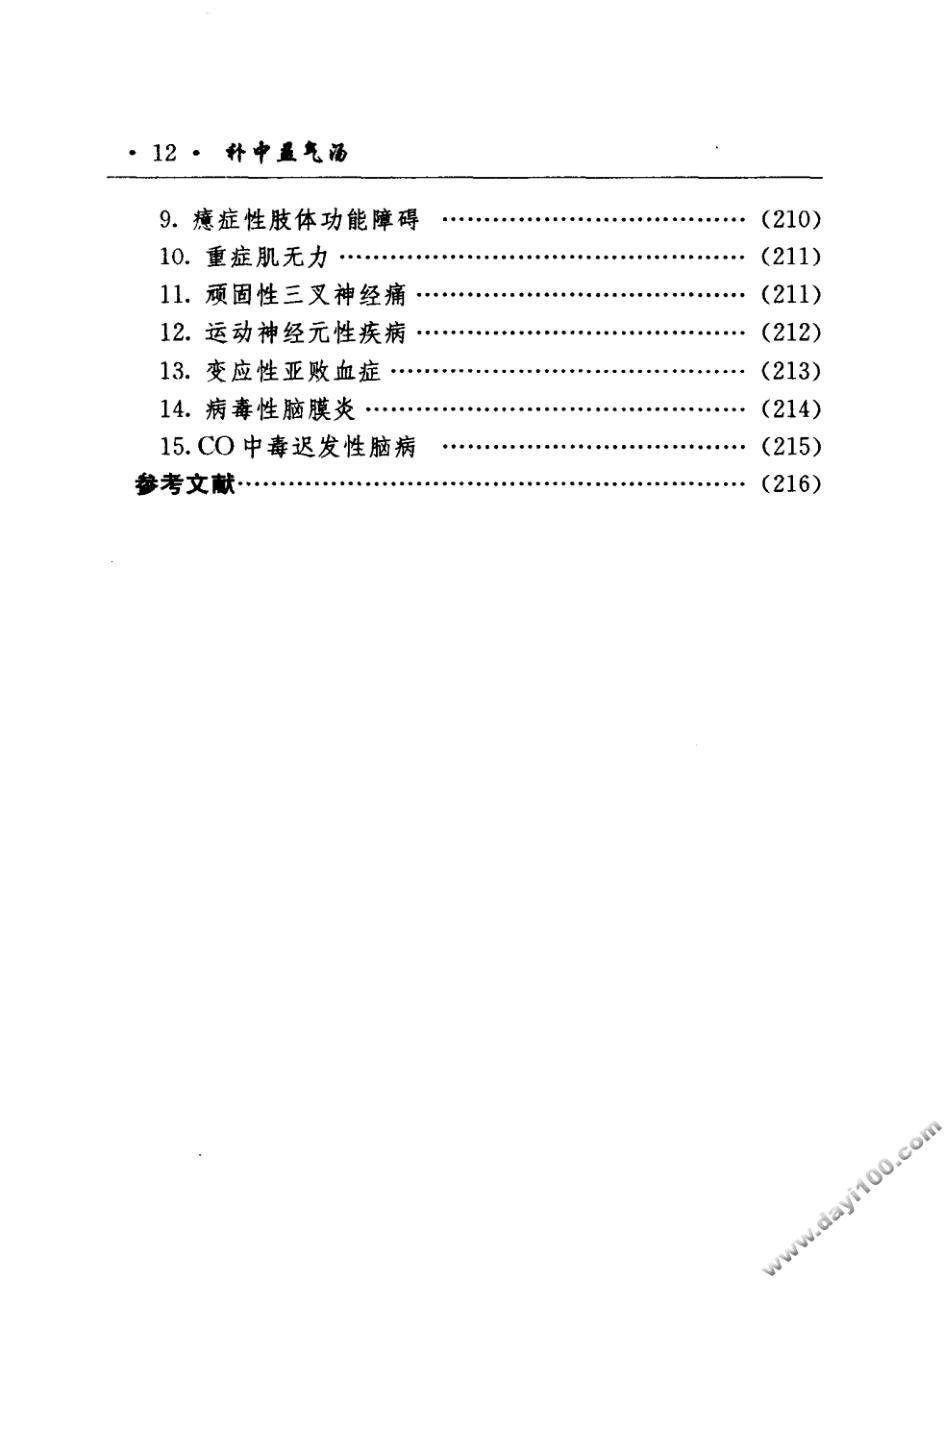 · 12 · 补中益气汤
9. 癔症性肢体功能障碍 …………………………… (210)
10. 重症肌无力 …………………………………… (211)
11. 顽固性三叉神经痛 …………………………… (211)
12. 运动神经元性疾病 …………………………… (212)
13. 变应性亚败血症 ……………………………… (213)
14. 病毒性脑膜炎 ………………………………… (214)
15. CO 中毒迟发性脑病 …………………………… (215)
参考文献 …………………………………………… (216)
www.dayi100.com